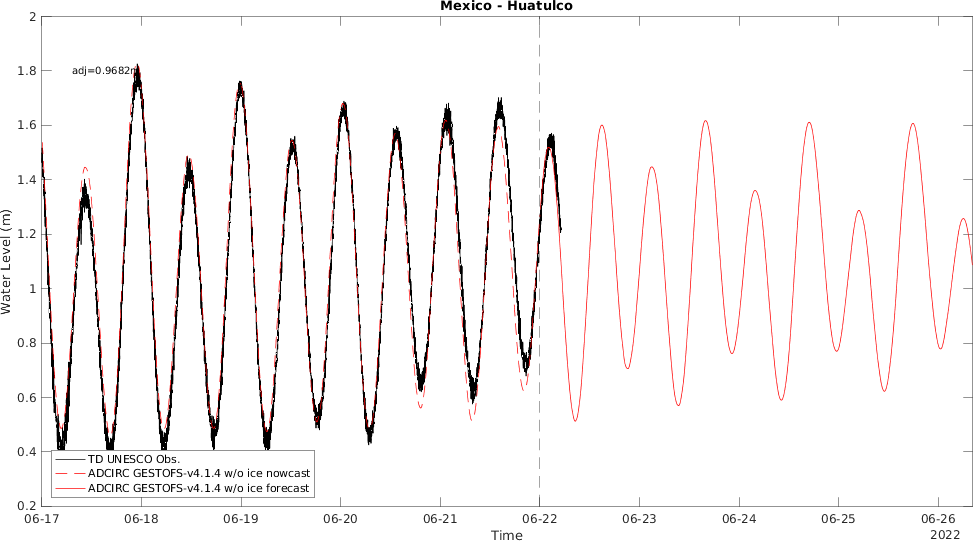 Mexico - Huatulco
2
1.8
1.6
1.4
1.2
1
0.8
0.6
0.4
0.2
Water Level (m)
adj=0.9682m
TD UNESCO Obs.
ADCIRC GESTOFS-v4.1.4 w/o ice nowcast
ADCIRC GESTOFS-v4.1.4 w/o ice forecast
06-17 06-18 06-19 06-20 06-21 06-22 06-23 06-24 06-25 06-26
2022
Time